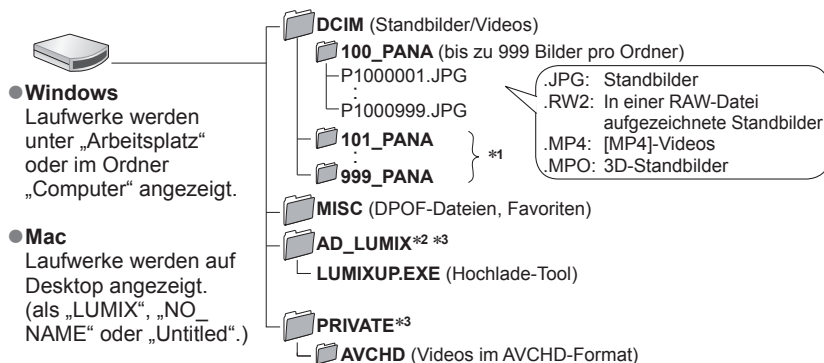 ●Windows
Laufwerke werden
unter „Arbeitsplatz“
oder im Ordner
„Computer“ angezeigt.
●Mac
Laufwerke werden auf
Desktop angezeigt.
(als „LUMIX“, „NO_
NAME“ oder „Untitled“.)
DCIM (Standbilder/Videos)
100_PANA (bis zu 999 Bilder pro Ordner)
P1000001.JPG
:
P1000999.JPG
101_PANA
:
999_PANA
*1
.JPG: Standbilder
.RW2: In einer RAW-Datei
aufgezeichnete Standbilder
.MP4: [MP4]-Videos
.MPO: 3D-Standbilder
MISC (DPOF-Dateien, Favoriten)
AD_LUMIX*2 *3
LUMIXUP.EXE (Hochlade-Tool)
PRIVATE*3
AVCHD (Videos im AVCHD-Format)